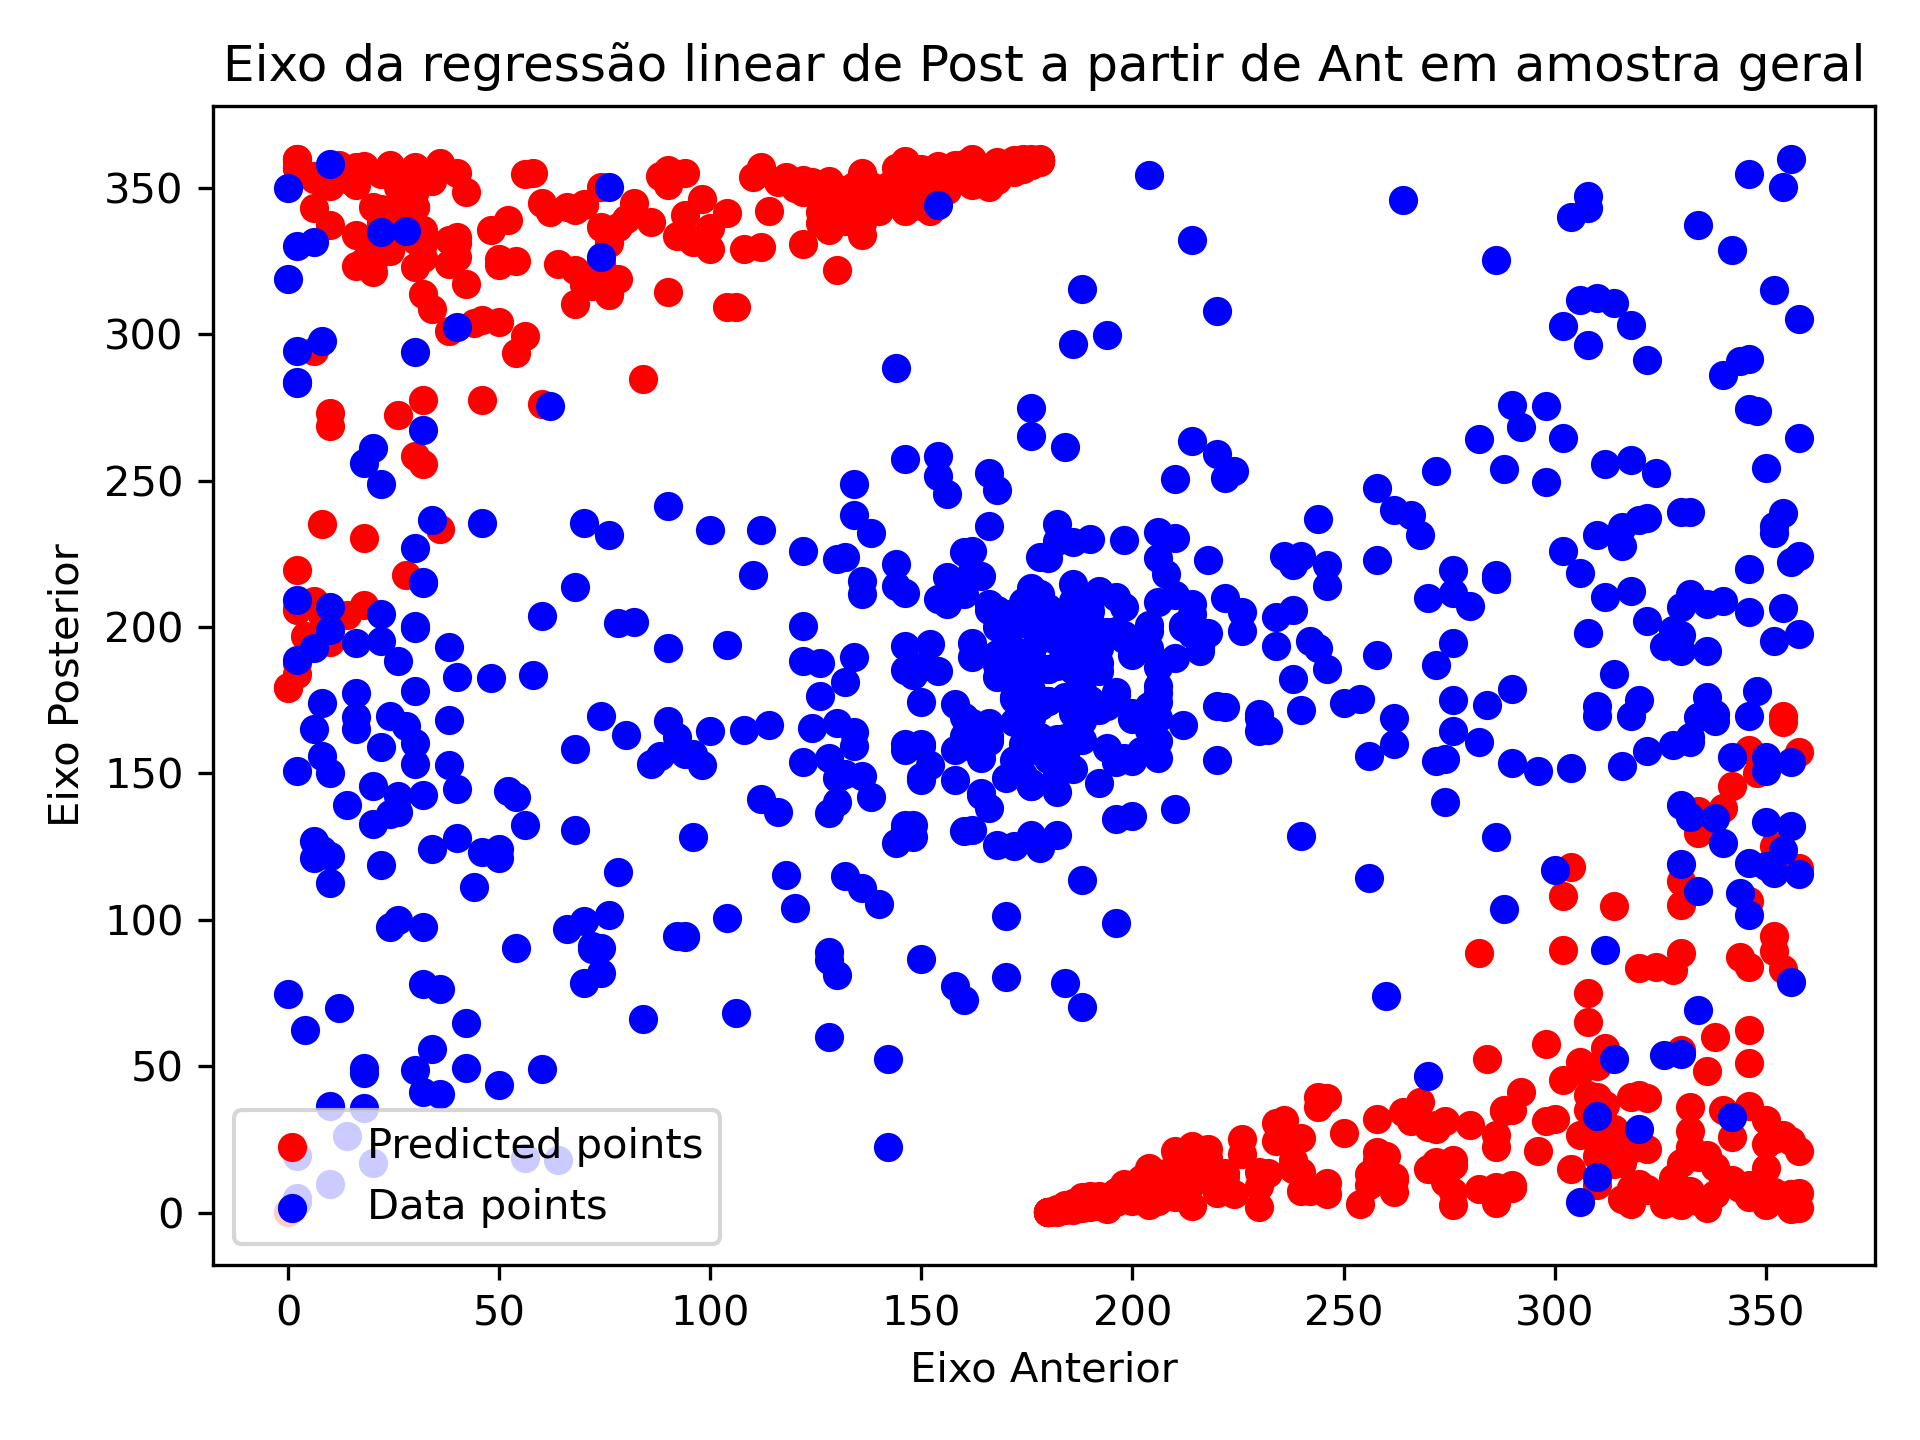 Eixo da regressão linear de Post a partir de Ant em amostra geral
350
300
250
200
150
100
50
0
Eixo Posterior
Predicted points
Data points
0 50 100 150 200 250 300 350
Eixo Anterior